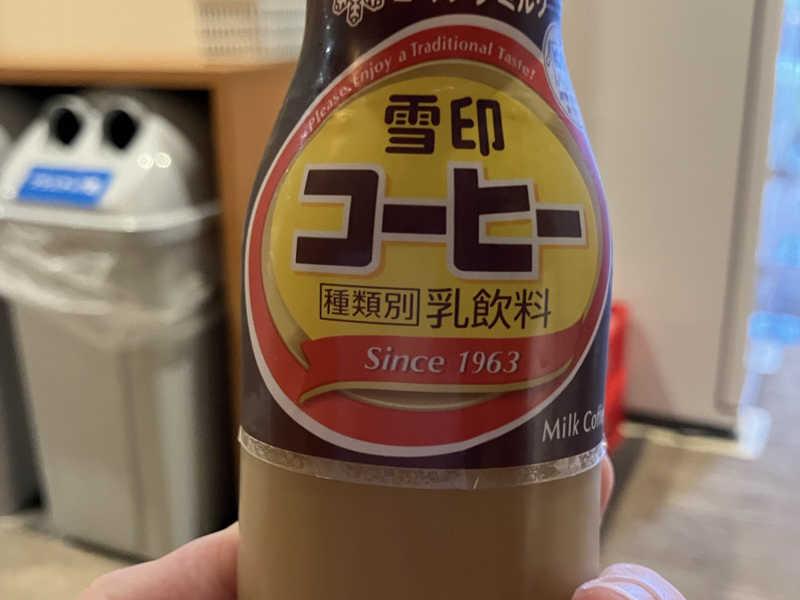 Please, Enjoy a Traditional Taste!
雪印
コーヒー
種類別 乳飲料
Since 1963
Milk